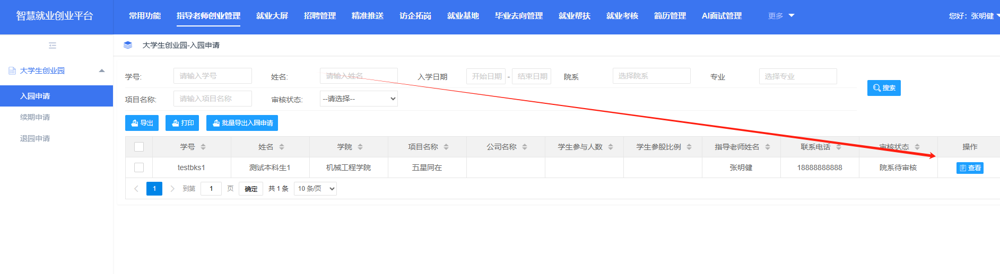 智慧就业创业平台
常用功能 指导老师创业管理 就业大屏 招聘管理 精准推送 访企拓岗 就业基地 毕业去向管理 就业帮扶 就业考核 简历管理 AI面试管理 更多 您好：张明健
大学生创业园-入园申请
大学生创业园
入园申请
续期申请
退园申请
学号: 请输入学号 姓名: 请输入姓名 入学日期 开始日期 - 结束日期 院系 选择院系 专业 选择专业
搜索
项目名称: 请输入项目名称 审核状态: --请选择--
导出 打印 批量导出入园申请
学号 姓名 学院 项目名称 公司名称 学生参与人数 学生参股比例 指导老师姓名 联系电话 审核状态 操作
testbks1 测试本科生1 机械工程学院 五星同在 张明健 18888888888 院系待审核 查看
1 到第 1 页 确定 共 1 条 10 条/页